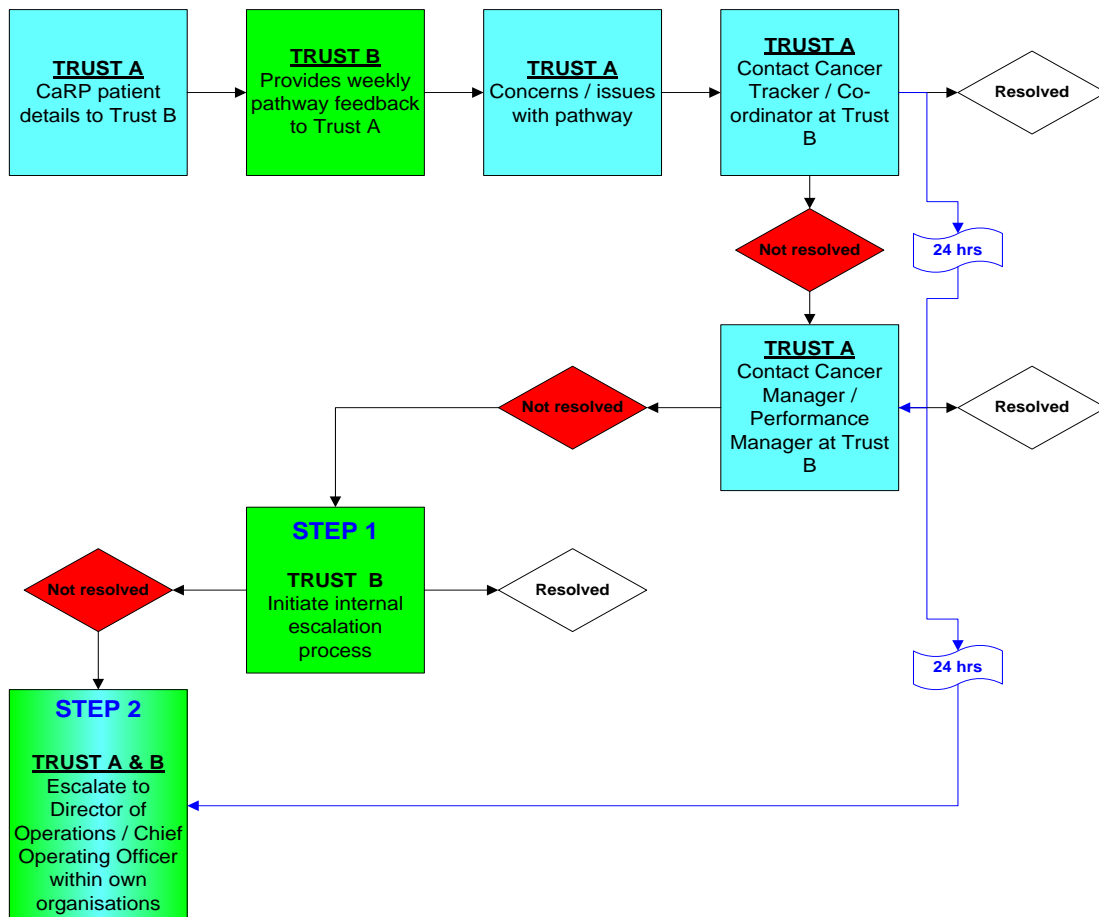 TRUST A
CaRP patient
details to Trust B
TRUST B
Provides weekly
pathway feedback
to Trust A
TRUST A
Concerns / issues
with pathway
TRUST A
Contact Cancer
Tracker / Co-
ordinator at Trust
B
Resolved
Not resolved
24 hrs
TRUST A
Contact Cancer
Manager /
Performance
Manager at Trust
B
Not resolved
Resolved
STEP 1
TRUST  B
Initiate internal
escalation
process
Not resolved
Resolved
24 hrs
STEP 2
TRUST A & B
Escalate to
Director of
Operations / Chief
Operating Officer
within own
organisations